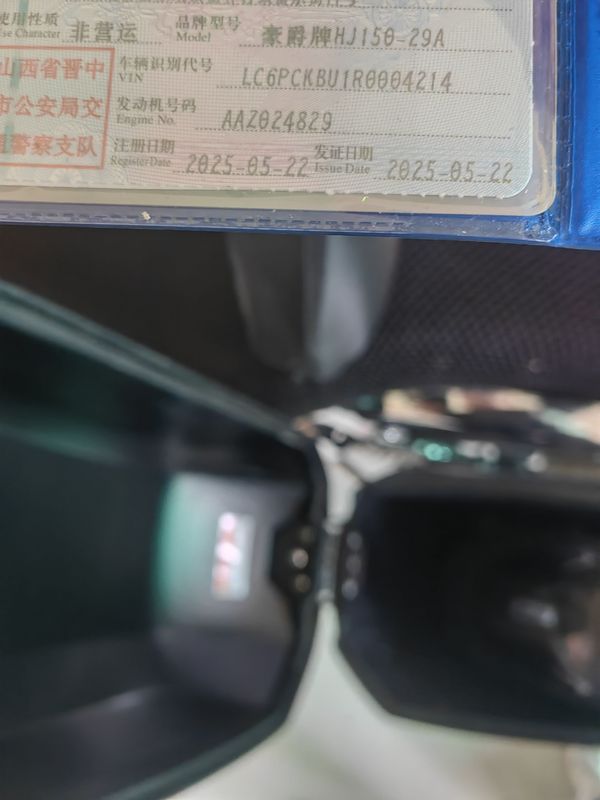 使用性质 非营运 品牌型号 豪爵牌HJ150-29A
Use Character Model
山西省晋中 车辆识别代号 LC6PCKBU1R0004214
VIN
市公安局交 发动机号码 AAZ024829
Engine No.
警察支队 注册日期 2025-05-22 发证日期 2025-05-22
Register Date Issue Date